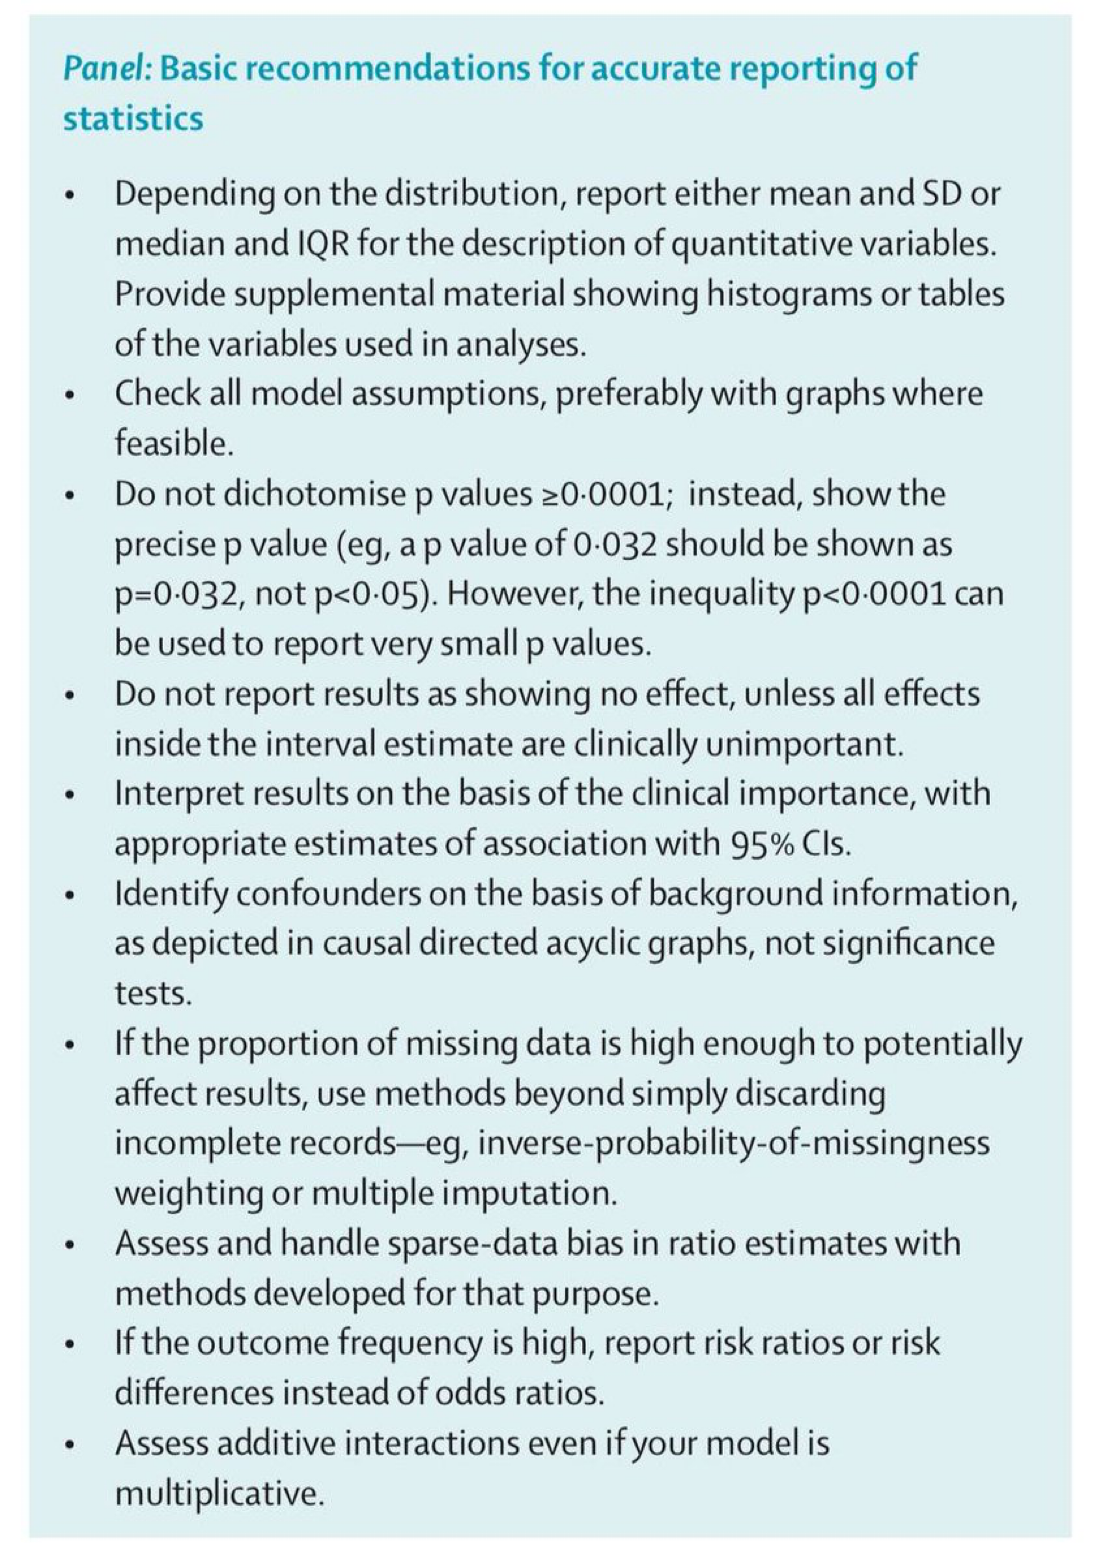 Panel: Basic recommendations for accurate reporting of
statistics
• Depending on the distribution, report either mean and SD or
median and IQR for the description of quantitative variables.
Provide supplemental material showing histograms or tables
of the variables used in analyses.
• Check all model assumptions, preferably with graphs where
feasible.
• Do not dichotomise p values ≥0·0001; instead, show the
precise p value (eg, a p value of 0·032 should be shown as
p=0·032, not p<0·05). However, the inequality p<0·0001 can
be used to report very small p values.
• Do not report results as showing no effect, unless all effects
inside the interval estimate are clinically unimportant.
• Interpret results on the basis of the clinical importance, with
appropriate estimates of association with 95% CIs.
• Identify confounders on the basis of background information,
as depicted in causal directed acyclic graphs, not significance
tests.
• If the proportion of missing data is high enough to potentially
affect results, use methods beyond simply discarding
incomplete records—eg, inverse-probability-of-missingness
weighting or multiple imputation.
• Assess and handle sparse-data bias in ratio estimates with
methods developed for that purpose.
• If the outcome frequency is high, report risk ratios or risk
differences instead of odds ratios.
• Assess additive interactions even if your model is
multiplicative.